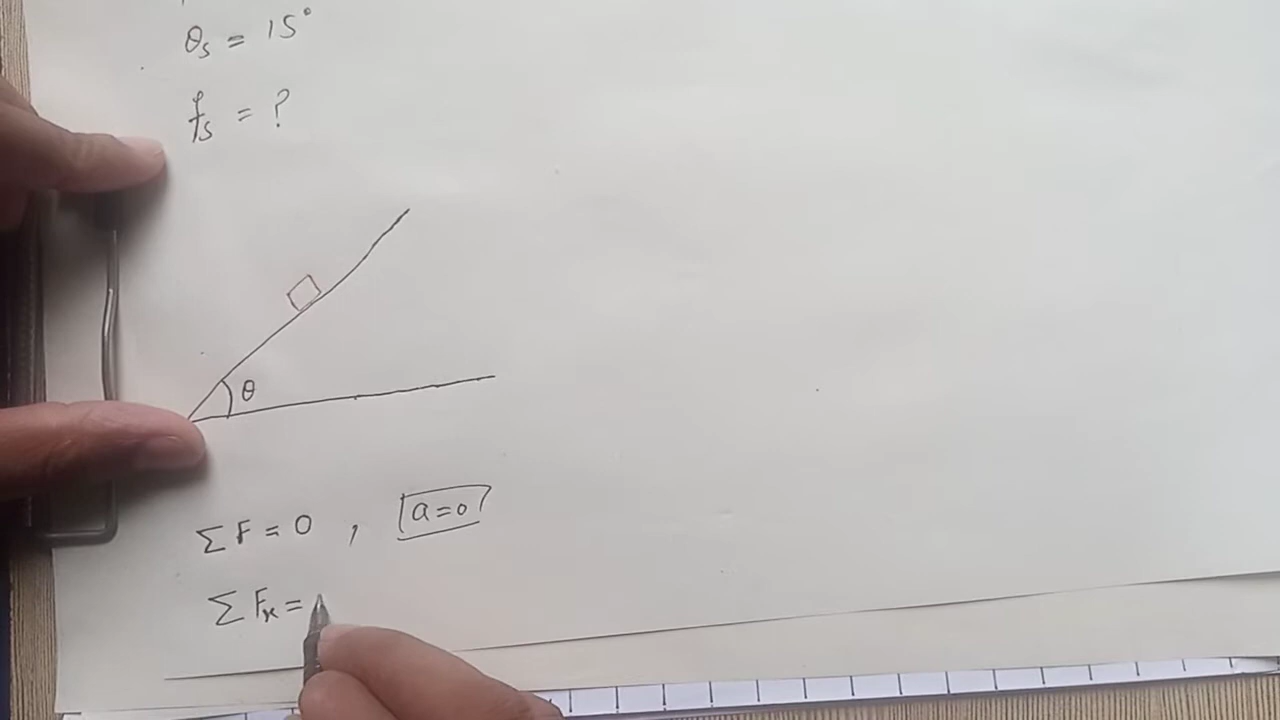 θs = 15°
fs = ?
θ
ΣF = 0 , a=0
ΣFx =